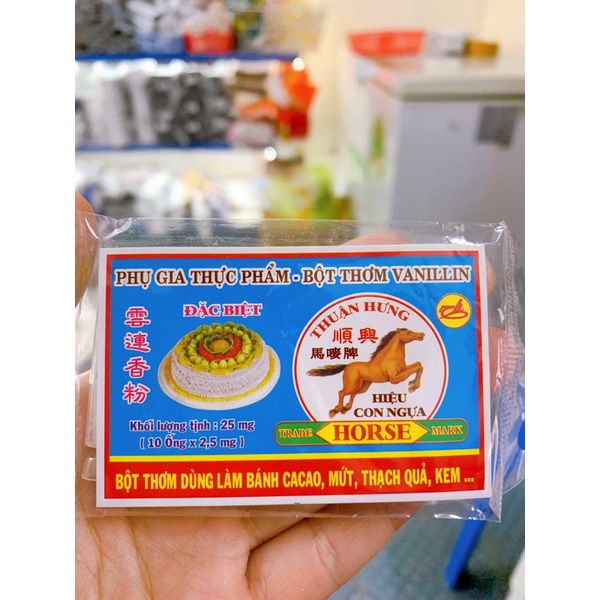 PHỤ GIA THỰC PHẨM - BỘT THƠM VANILLIN
雲連香粉
ĐẶC BIỆT
Khối lượng tịnh : 25 mg
( 10 Ống x 2,5 mg )
THUẬN HƯNG
順興
馬嘜牌
HIỆU
CON NGỰA
TRADE HORSE MARK
BỘT THƠM DÙNG LÀM BÁNH CACAO, MỨT, THẠCH QUẢ, KEM ...